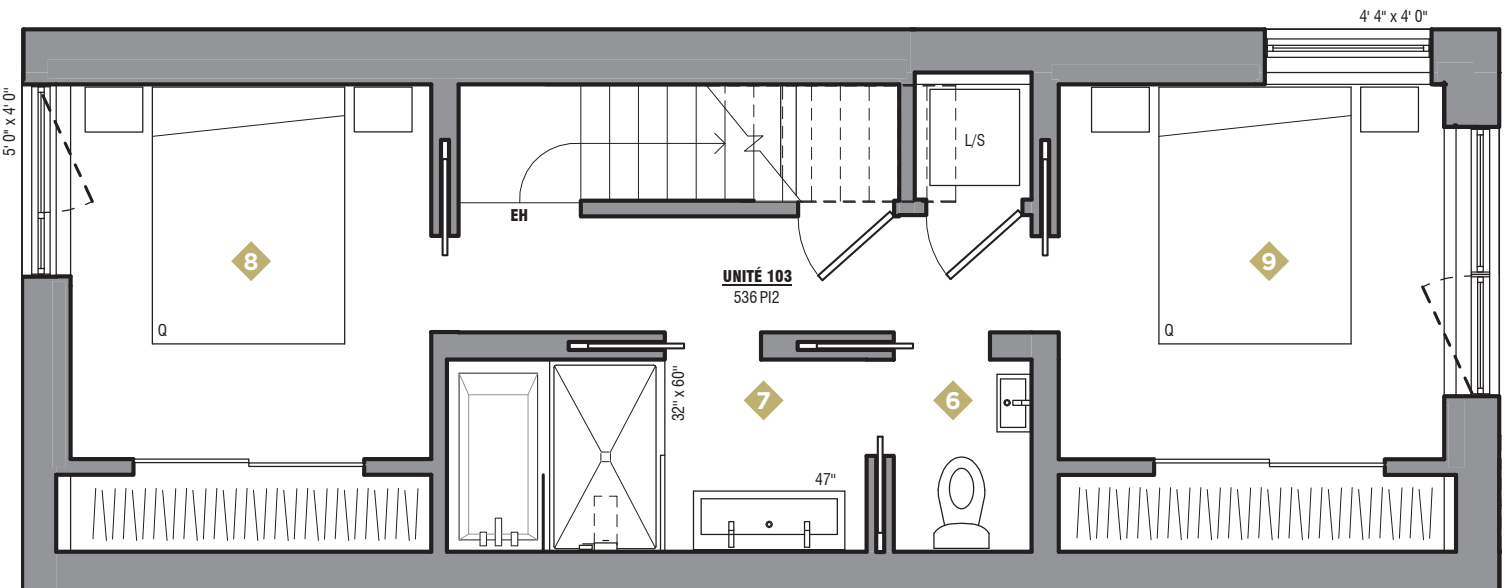 4' 4" x 4' 0"
5' 0" x 4' 0"
L/S
EH
8
UNITÉ 103
536 PI2
9
Q
Q
32" x 60"
7
6
47"